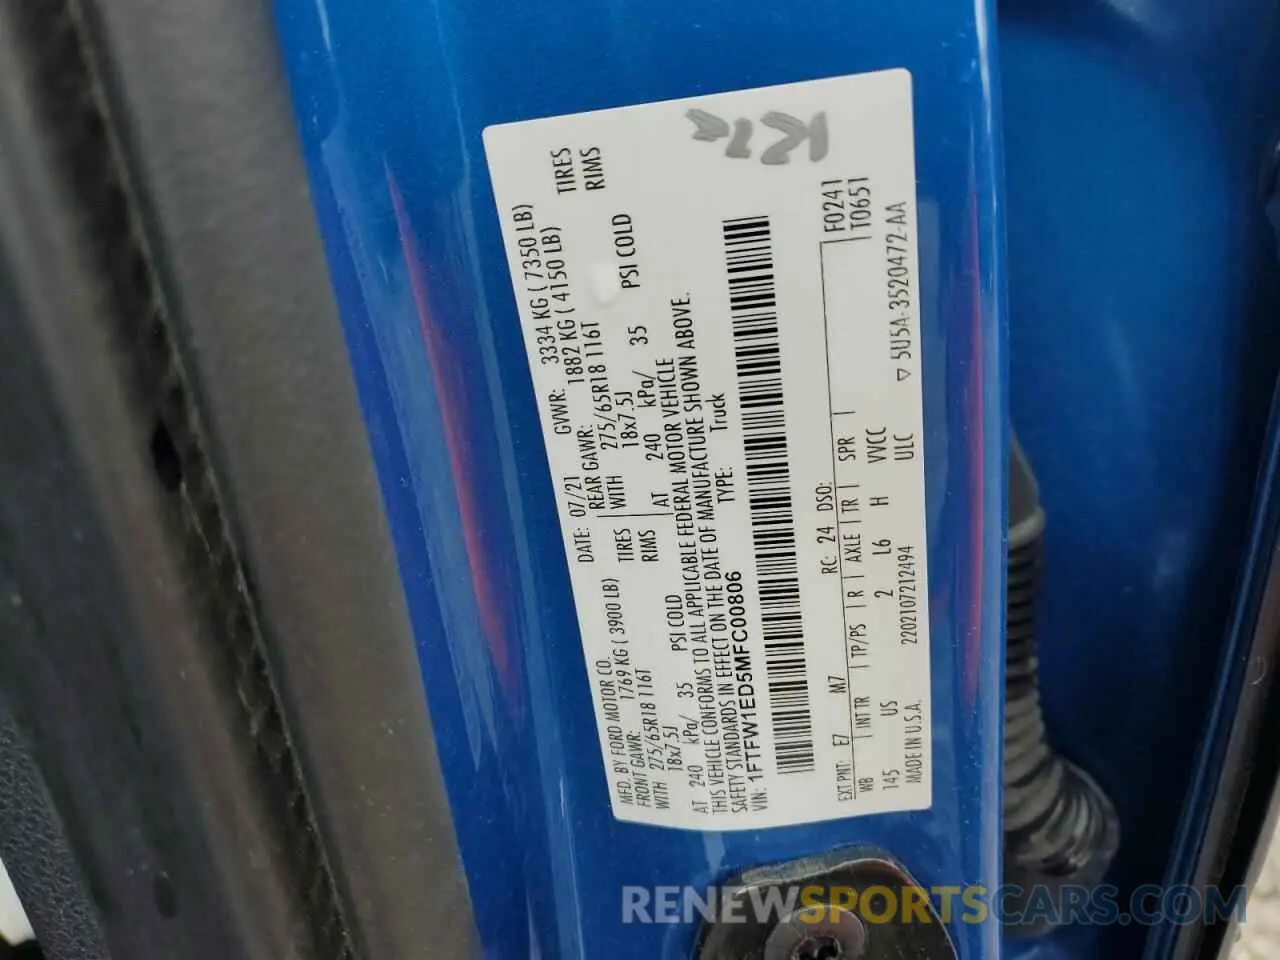 K7A
MFD. BY FORD MOTOR CO.
DATE: 07/21 GVWR: 3334 KG ( 7350 LB)
FRONT GAWR: 1769 KG ( 3900 LB) REAR GAWR: 1882 KG ( 4150 LB)
WITH 275/65R18 116T TIRES WITH 275/65R18 116T TIRES
18x7.5J RIMS 18x7.5J RIMS
AT 240 kPa/ 35 PSI COLD AT 240 kPa/ 35 PSI COLD
THIS VEHICLE CONFORMS TO ALL APPLICABLE FEDERAL MOTOR VEHICLE
SAFETY STANDARDS IN EFFECT ON THE DATE OF MANUFACTURE SHOWN ABOVE.
VIN: 1FTFW1ED5MFC00806 TYPE: Truck
F0241
T0651
EXT PNT: E7 M7 RC: 24 DSO:
WB INT TR TP/PS R AXLE TR SPR
145 US 2 L6 H VVCC
MADE IN U.S.A. 220210721​2494 ULC ▽ 5U5A-3520472-AA
RENEWSPORTSCARS.COM